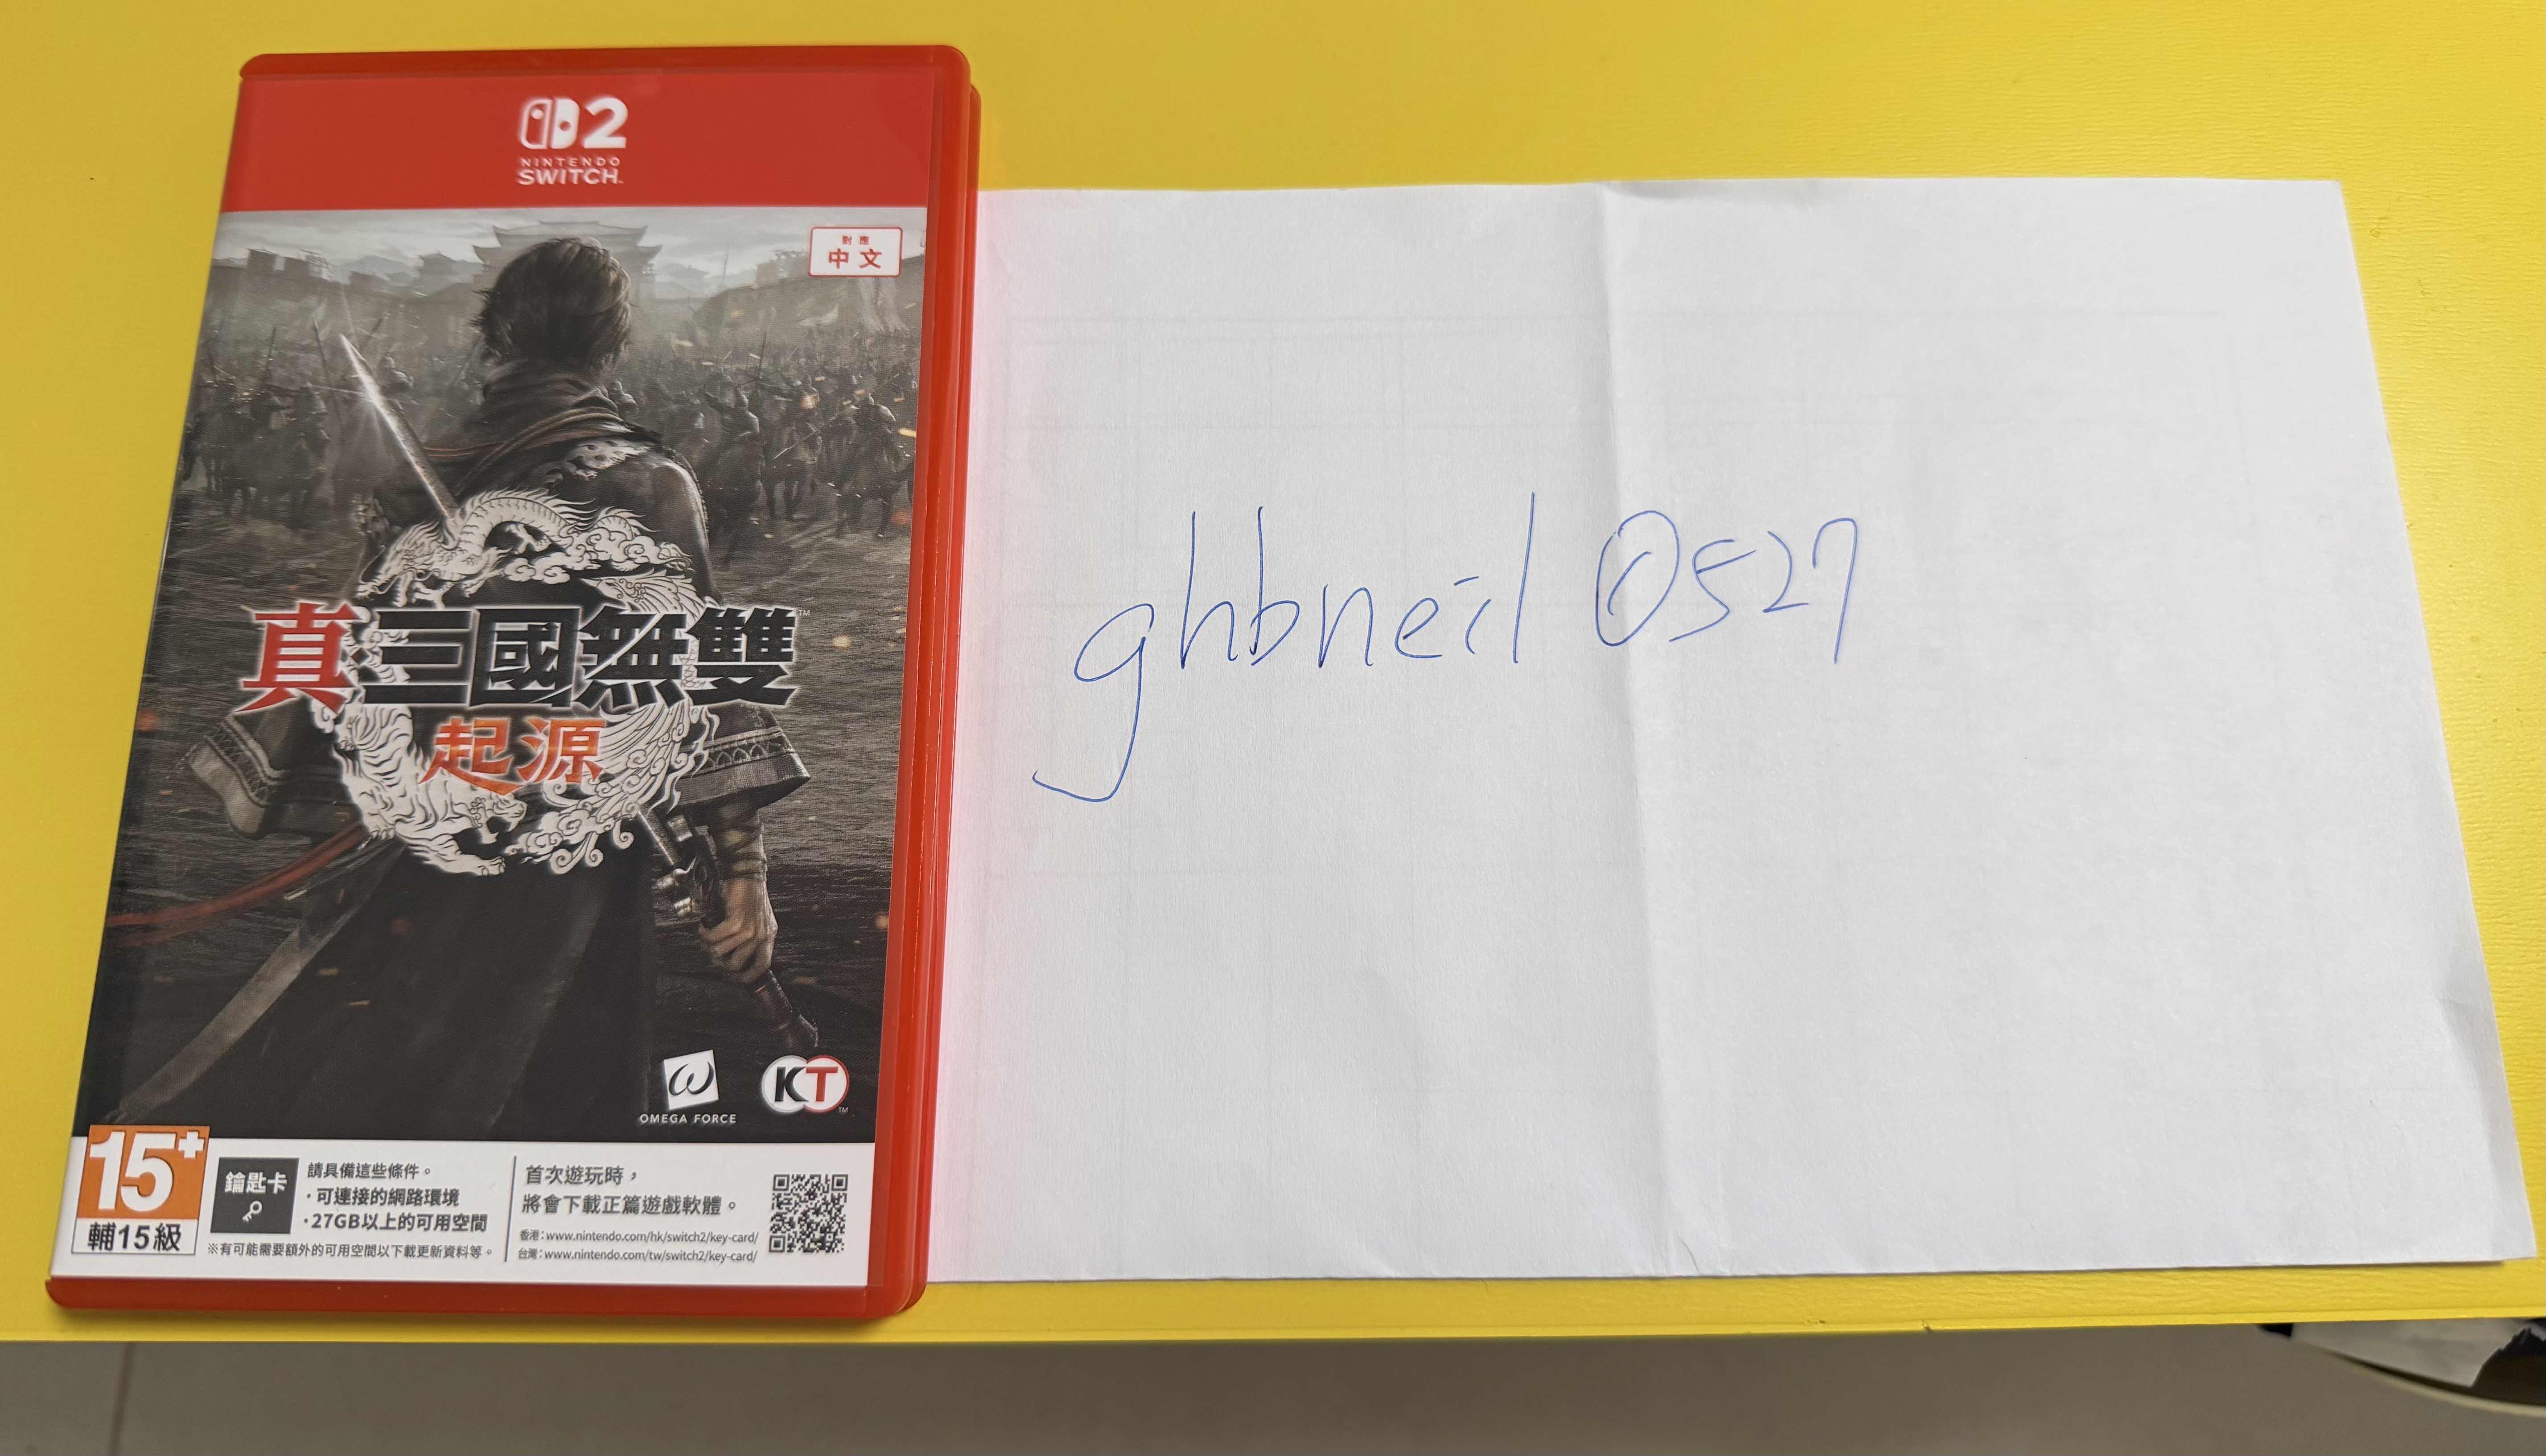 2
NINTENDO
SWITCH™
對應
中文
真・三國無雙™
起源
OMEGA FORCE
KT™
15+
輔15級
鑰匙卡
請具備這些條件。
・可連接的網路環境
・27GB以上的可用空間
※有可能需要額外的可用空間以下載更新資料等。
首次遊玩時，
將會下載正篇遊戲軟體。
香港：www.nintendo.com/hk/switch2/key-card/
台灣：www.nintendo.com/tw/switch2/key-card/
ghbneil 0527